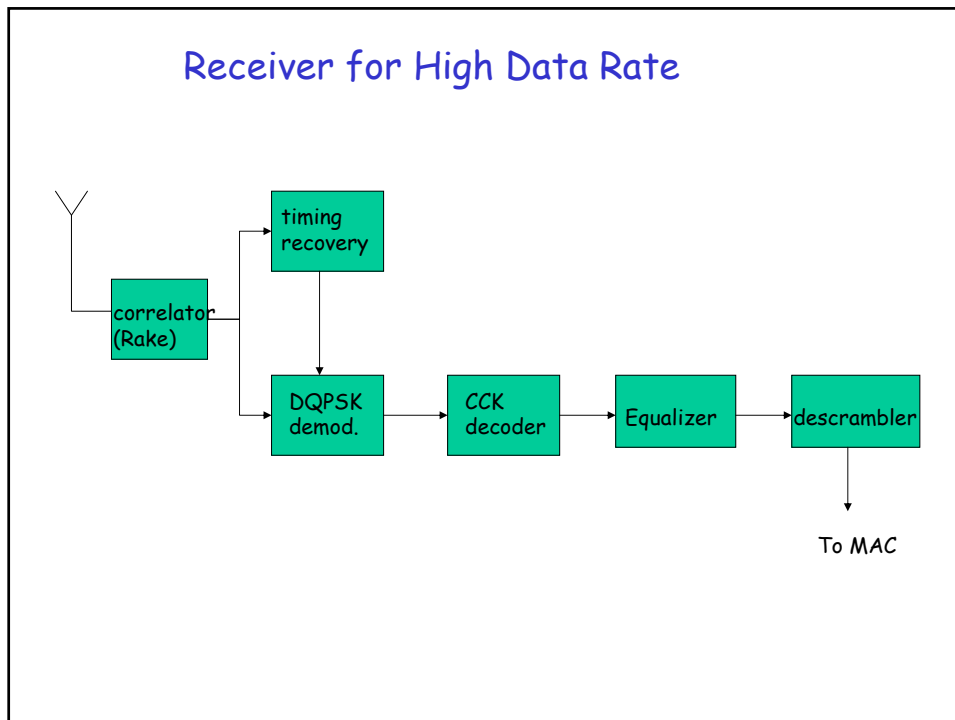 Receiver for High Data Rate
timing
recovery
correlator
(Rake)
DQPSK
demod.
CCK
decoder
Equalizer
descrambler
To MAC